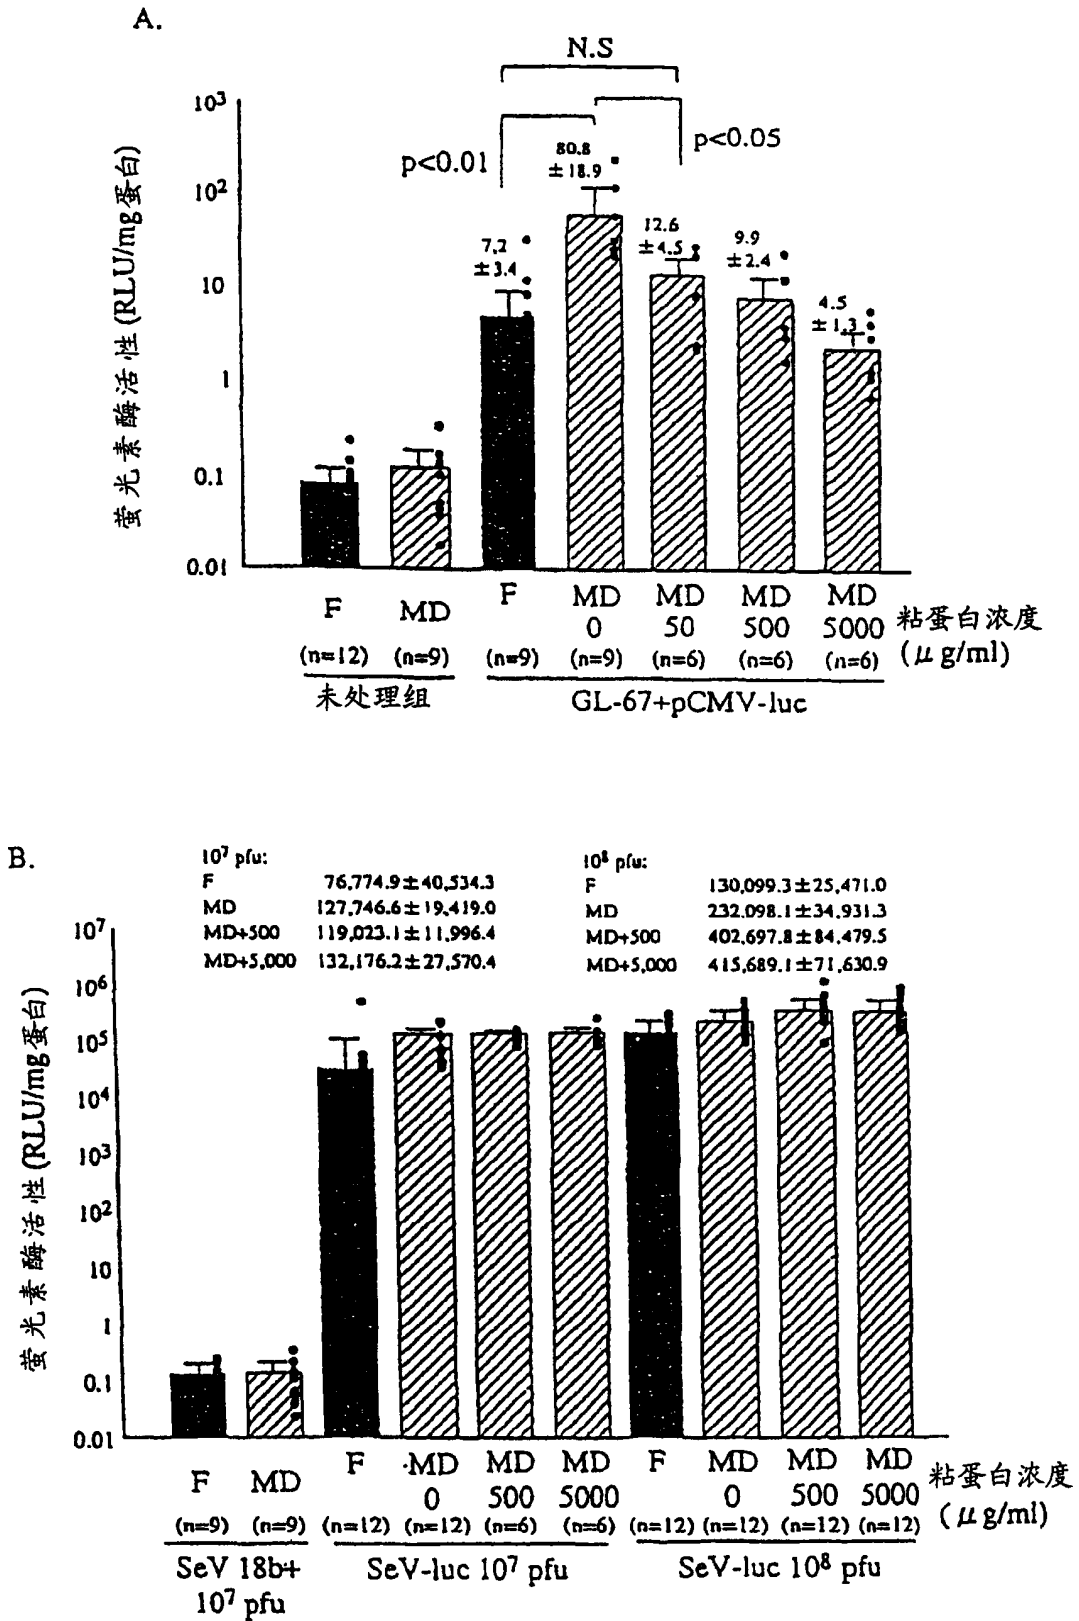 A.
N.S
p<0.01
p<0.05
萤光素酶活性(RLU/mg蛋白)
10³
10²
10
1
0.1
0.01
7.2
±3.4
80.8
±18.9
12.6
±4.5
9.9
±2.4
4.5
±1.3
F MD F MD MD MD MD
0 50 500 5000
粘蛋白浓度
(μg/ml)
(n=12) (n=9) (n=9) (n=9) (n=6) (n=6) (n=6)
未处理组 GL-67+pCMV-luc
B.
10⁷ pfu:
F 76,774.9±40,534.3
MD 127,746.6±19,419.0
MD+500 119,023.1±11,996.4
MD+5,000 132,176.2±27,570.4
10⁸ pfu:
F 130,099.3±25,471.0
MD 232,098.1±34,931.3
MD+500 402,697.8±84,479.5
MD+5,000 415,689.1±71,630.9
萤光素酶活性(RLU/mg蛋白)
10⁷
10⁶
10⁵
10⁴
10³
10²
10
1
0.1
0.01
F MD F MD MD MD F MD MD MD
0 500 5000 0 500 5000
粘蛋白浓度
(μg/ml)
(n=9) (n=9) (n=12) (n=12) (n=6) (n=6) (n=12) (n=12) (n=12) (n=12)
SeV 18b+ SeV-luc 10⁷ pfu SeV-luc 10⁸ pfu
10⁷ pfu